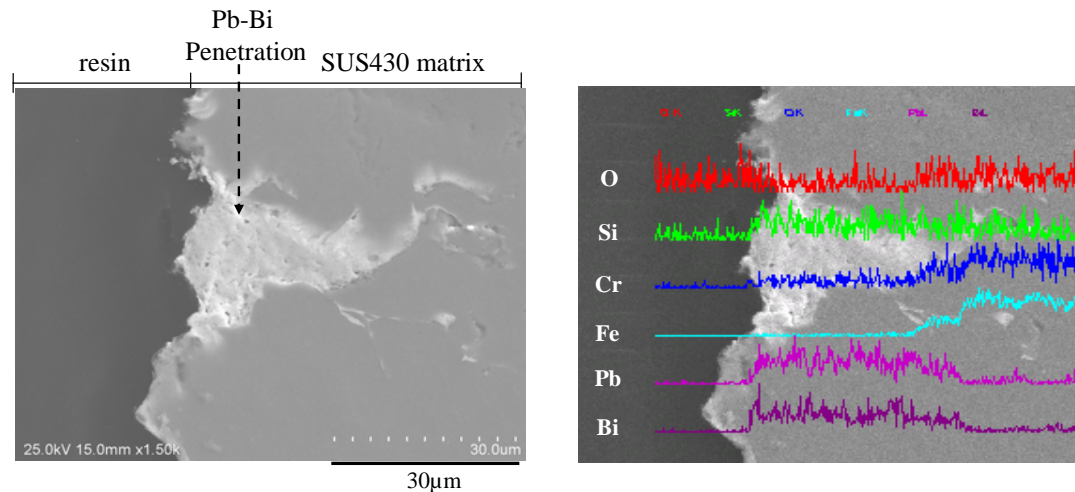 Pb-Bi
Penetration
resin
SUS430 matrix
25.0kV 15.0mm x1.50k
30.0um
30µm
O
Si
Cr
Fe
Pb
Bi